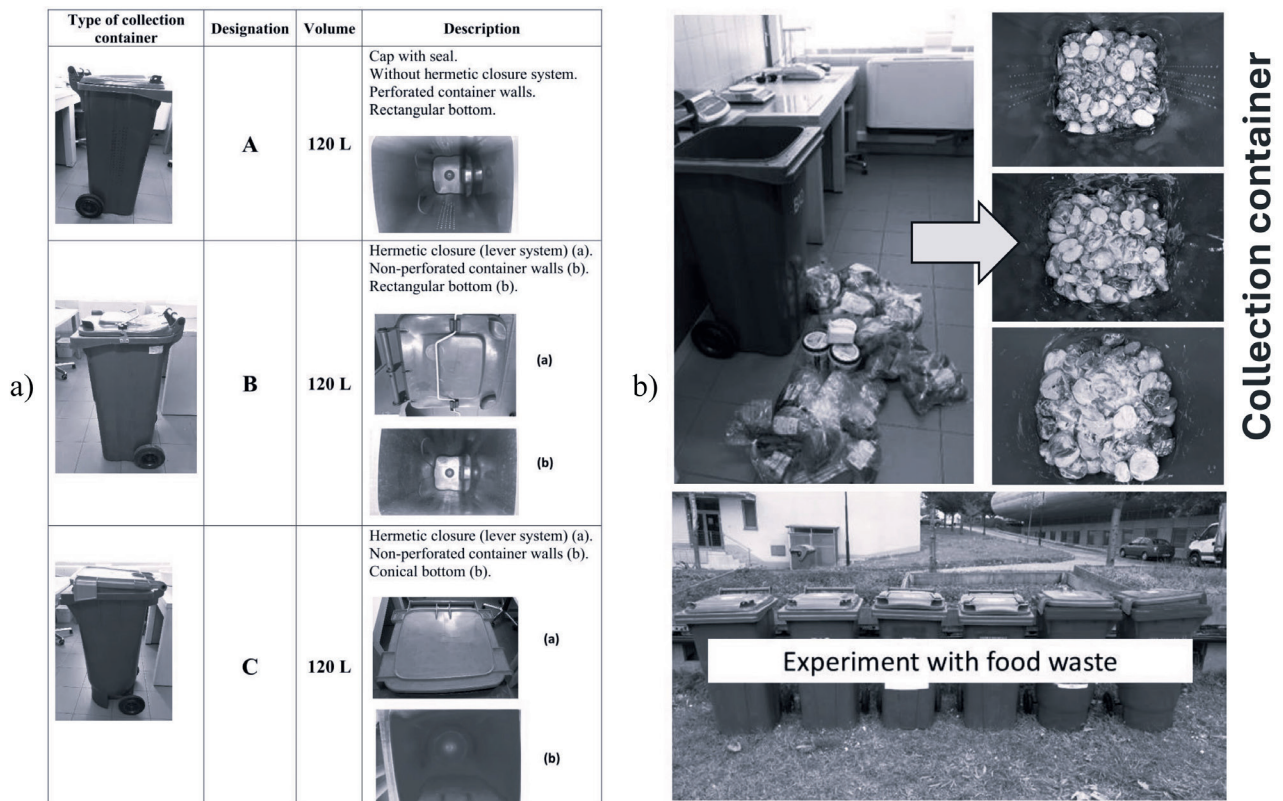 a)
Type of collection
container
Designation
Volume
Description
A
120 L
Cap with seal.
Without hermetic closure system.
Perforated container walls.
Rectangular bottom.
B
120 L
Hermetic closure (lever system) (a).
Non-perforated container walls (b).
Rectangular bottom (b).
(a)
(b)
C
120 L
Hermetic closure (lever system) (a).
Non-perforated container walls (b).
Conical bottom (b).
(a)
(b)
b)
Collection container
Experiment with food waste